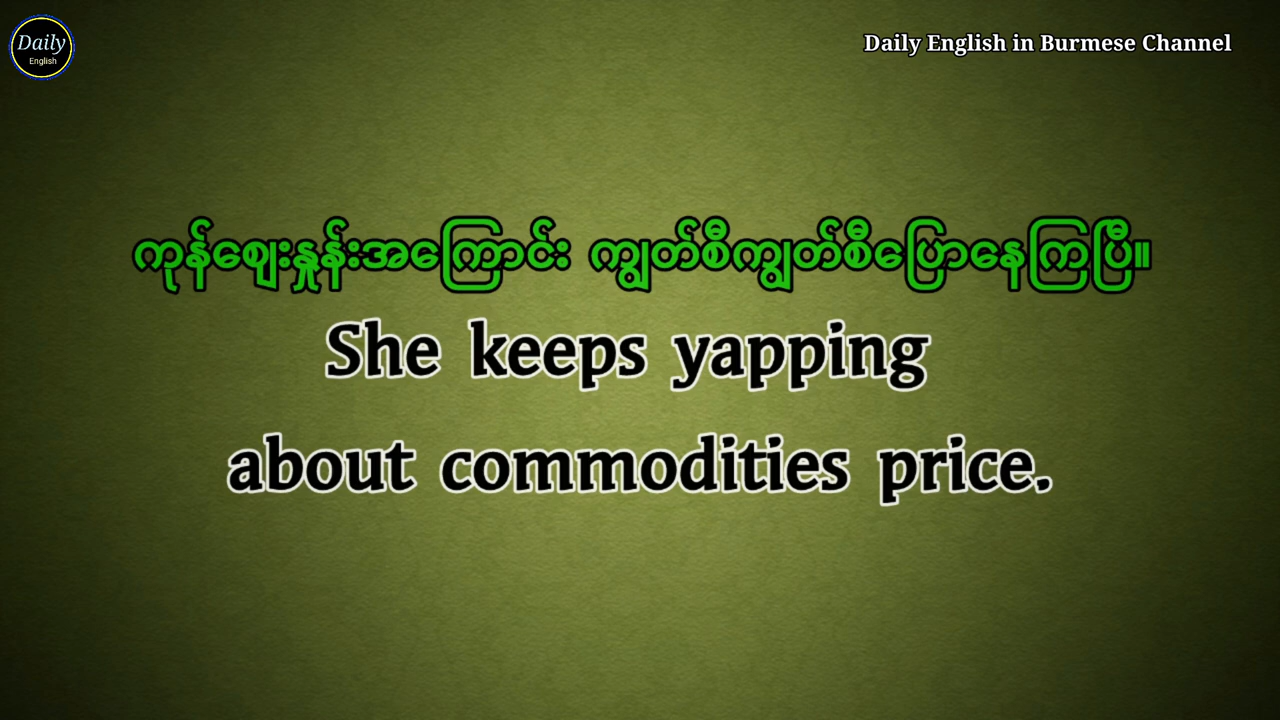 Daily
English
Daily English in Burmese Channel
ကုန်ဈေးနှုန်းအကြောင်း ကျွတ်စီကျွတ်စီပြောနေကြပြီ။
She keeps yapping
about commodities price.